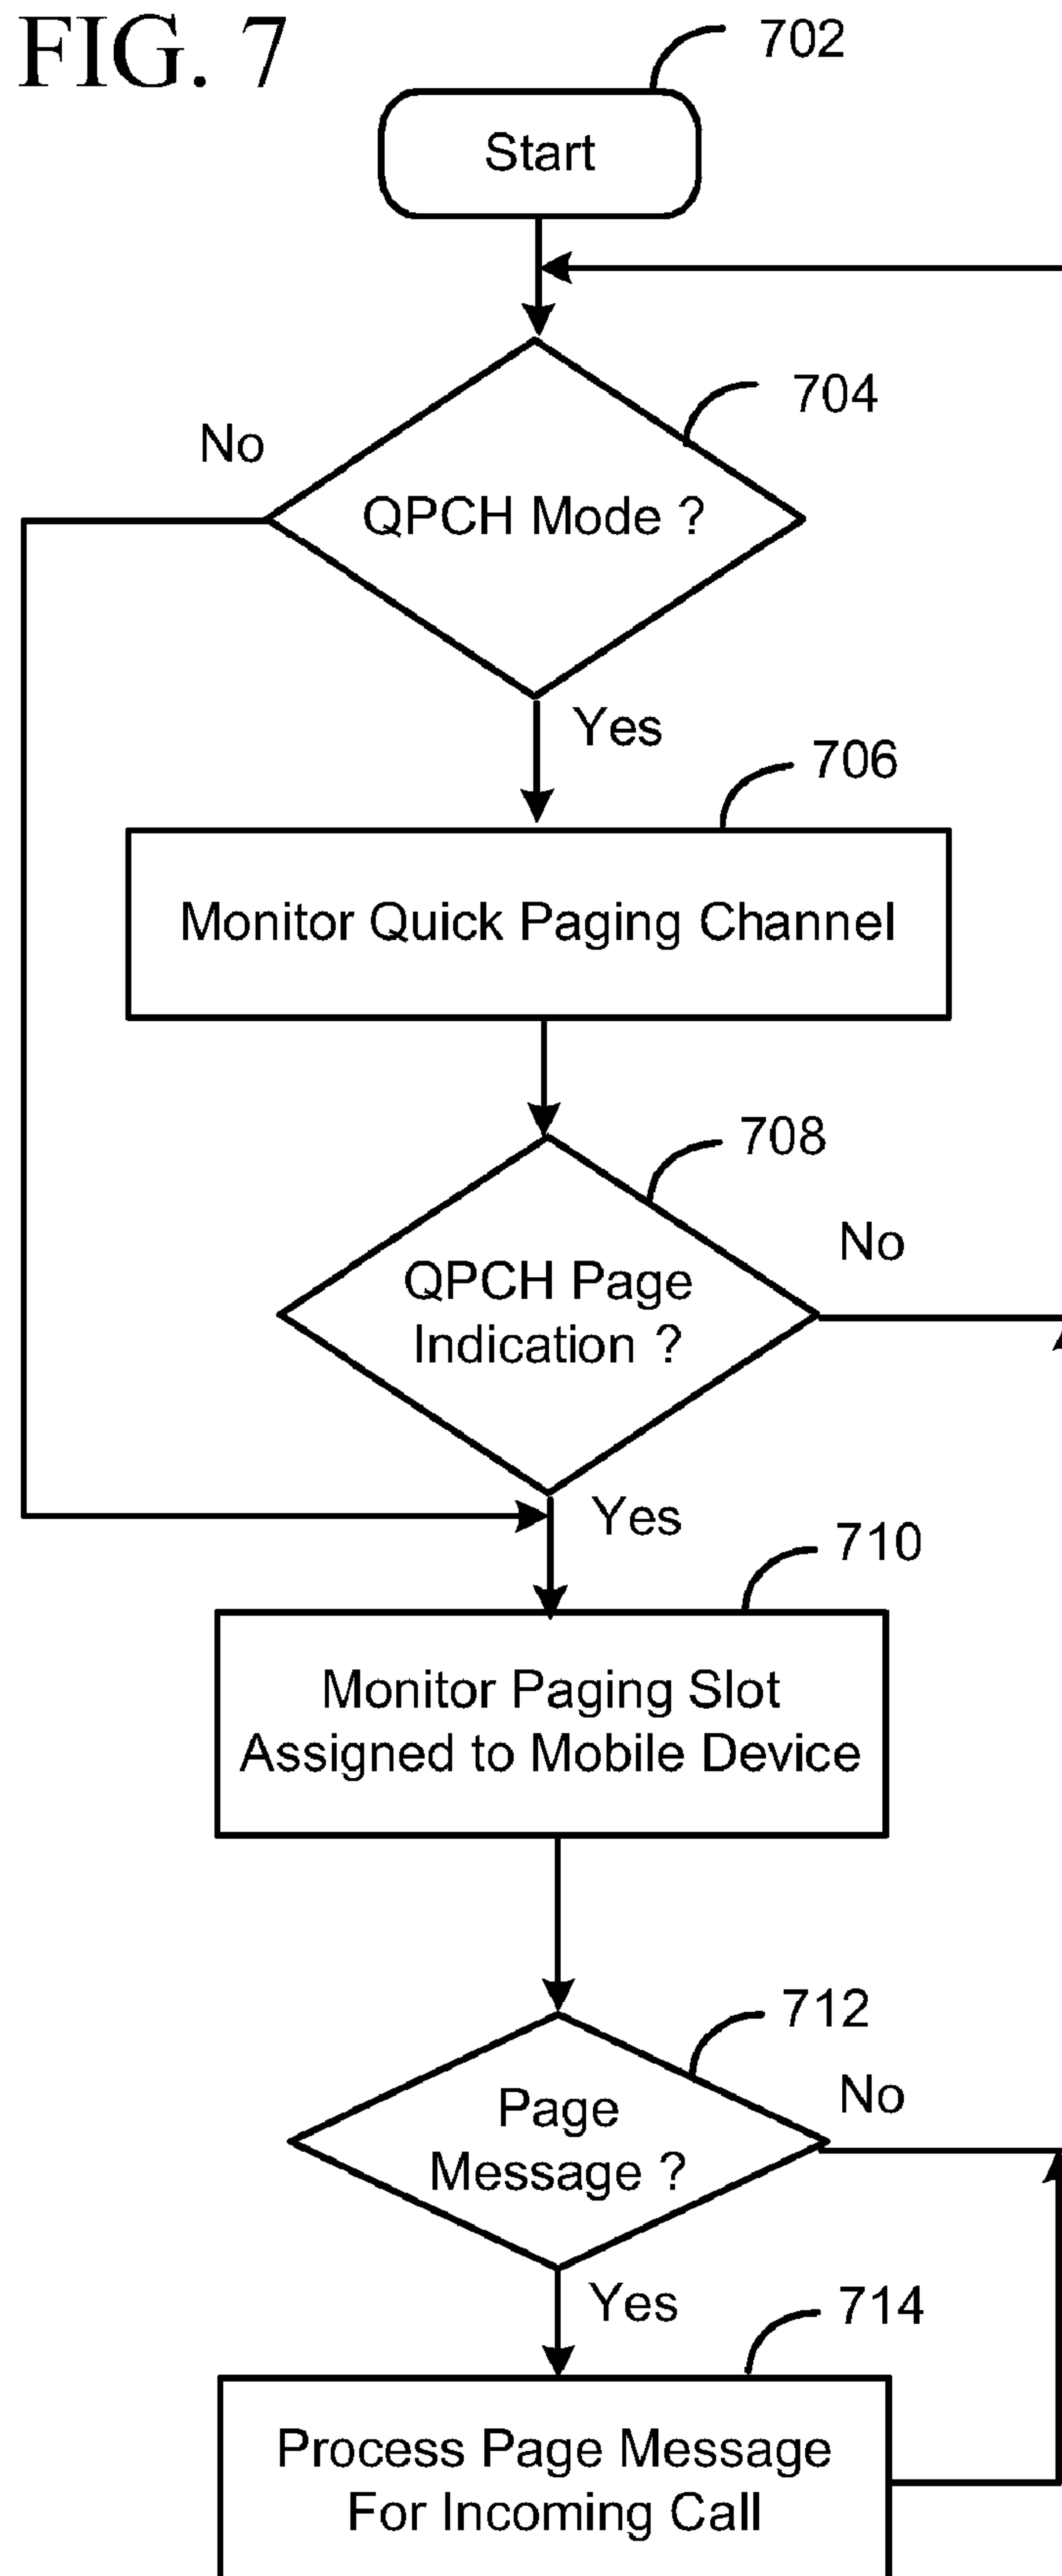 FIG. 7
702
Start
704
No
QPCH Mode ?
Yes
706
Monitor Quick Paging Channel
708
No
QPCH Page
Indication ?
Yes
710
Monitor Paging Slot
Assigned to Mobile Device
712
No
Page
Message ?
Yes
714
Process Page Message
For Incoming Call